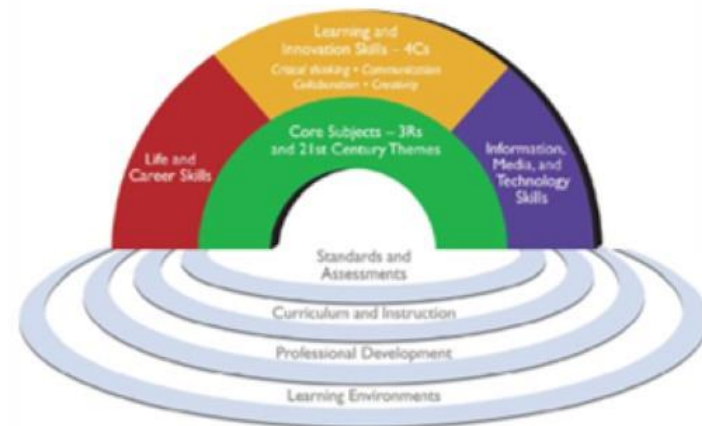 Learning and
Innovation Skills – 4Cs
Critical thinking • Communication
Collaboration • Creativity
Core Subjects – 3Rs
and 21st Century Themes
Life and
Career Skills
Information,
Media, and
Technology
Skills
Standards and
Assessments
Curriculum and Instruction
Professional Development
Learning Environments